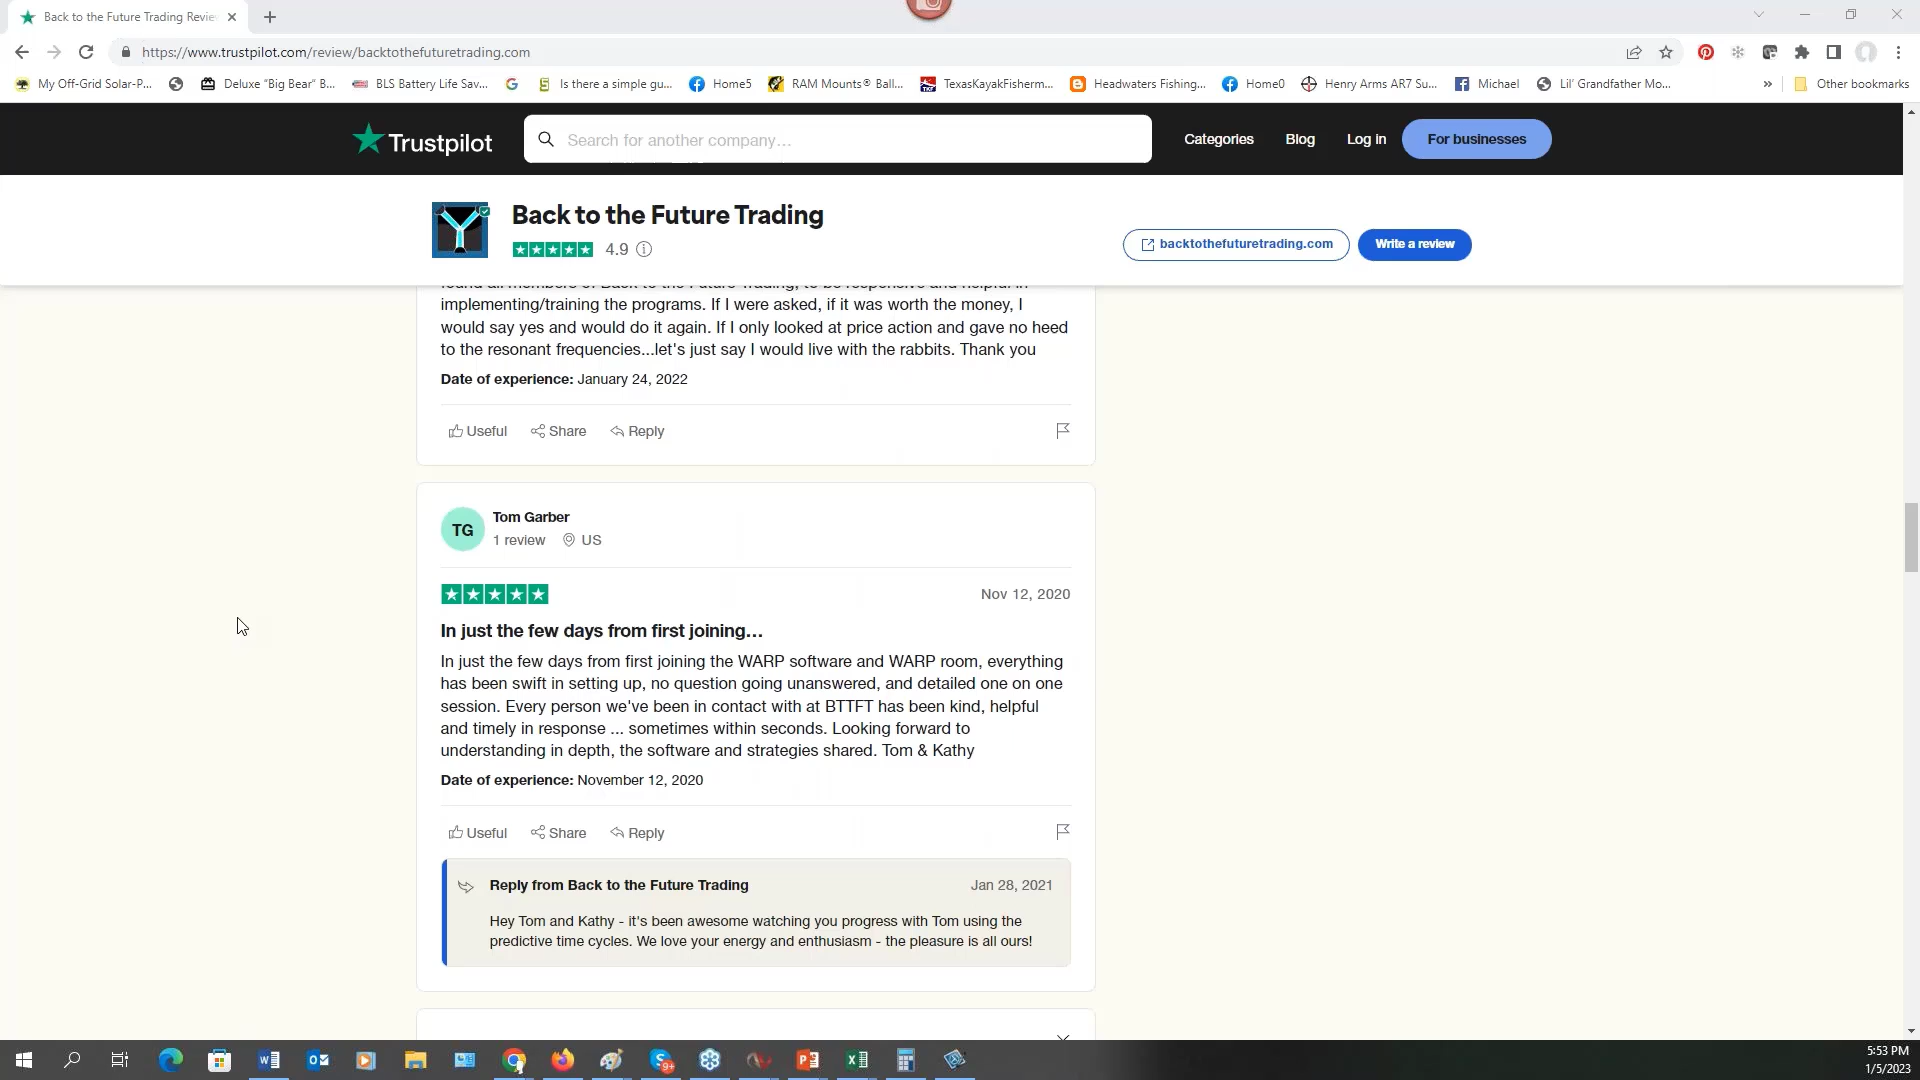 Back to the Future Trading Revie
https://www.trustpilot.com/review/backtothefuturetrading.com
My Off-Grid Solar-P...
Deluxe "Big Bear" B...
BLS Battery Life Sav...
Is there a simple gu...
Home5
RAM Mounts® Ball...
TexasKayakFisherm...
Headwaters Fishing...
Home0
Henry Arms AR7 Su...
Michael
Lil' Grandfather Mo...
»
Other bookmarks
Trustpilot
Search for another company...
Categories
Blog
Log in
For businesses
Back to the Future Trading
4.9
backtothefuturetrading.com
Write a review
implementing/training the programs. If I were asked, if it was worth the money, I
would say yes and would do it again. If I only looked at price action and gave no heed
to the resonant frequencies...let's just say I would live with the rabbits. Thank you
Date of experience: January 24, 2022
Useful
Share
Reply
TG
Tom Garber
1 review
US
Nov 12, 2020
In just the few days from first joining...
In just the few days from first joining the WARP software and WARP room, everything
has been swift in setting up, no question going unanswered, and detailed one on one
session. Every person we've been in contact with at BTTFT has been kind, helpful
and timely in response ... sometimes within seconds. Looking forward to
understanding in depth, the software and strategies shared. Tom & Kathy
Date of experience: November 12, 2020
Useful
Share
Reply
Reply from Back to the Future Trading
Jan 28, 2021
Hey Tom and Kathy - it's been awesome watching you progress with Tom using the
predictive time cycles. We love your energy and enthusiasm - the pleasure is all ours!
9+
5:53 PM
1/5/2023